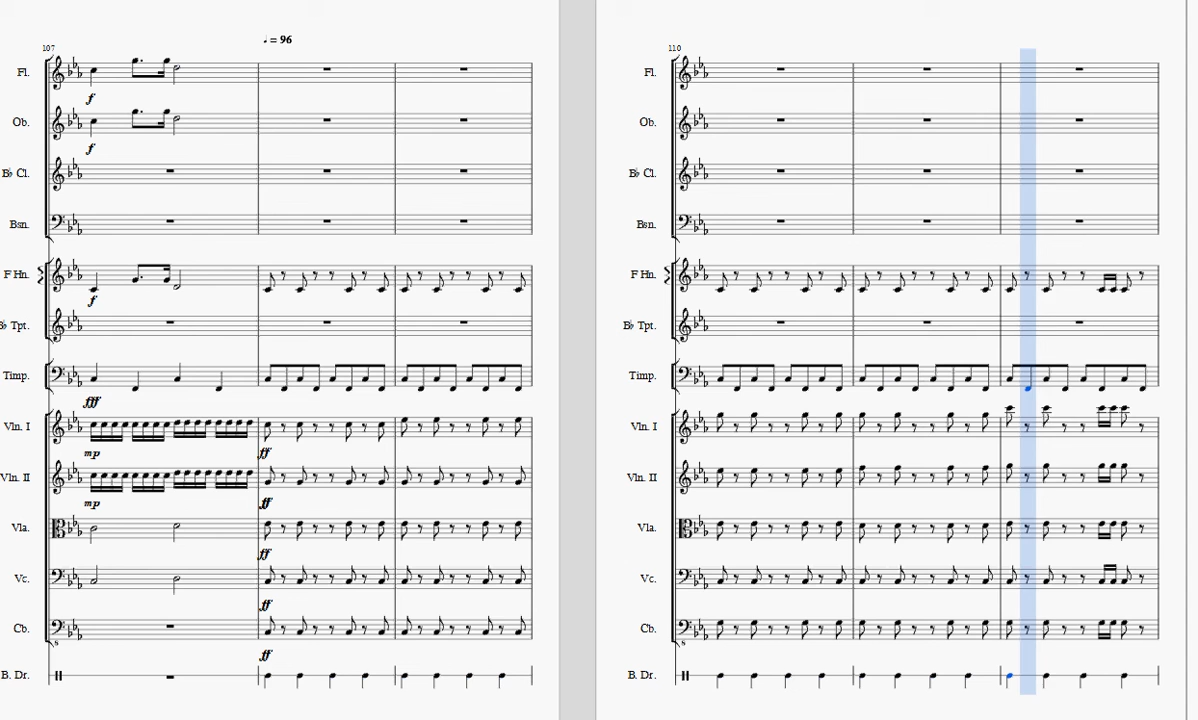 ♩ = 96
107
Fl.
f
Ob.
f
B♭ Cl.
Bsn.
F Hn.
f
B♭ Tpt.
Timp.
fff
Vln. I
mp
ff
Vln. II
mp
ff
Vla.
ff
Vc.
ff
Cb.
ff
B. Dr.
110
Fl.
Ob.
B♭ Cl.
Bsn.
F Hn.
B♭ Tpt.
Timp.
Vln. I
Vln. II
Vla.
Vc.
Cb.
B. Dr.